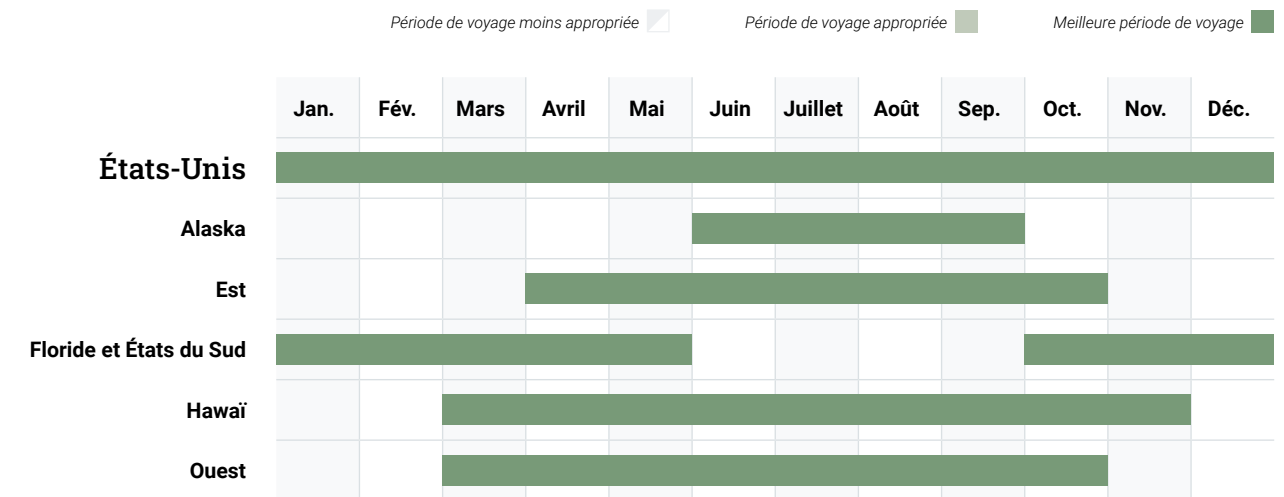 Période de voyage moins appropriée Période de voyage appropriée Meilleure période de voyage
Jan. Fév. Mars Avril Mai Juin Juillet Août Sep. Oct. Nov. Déc.
États-Unis
Alaska
Est
Floride et États du Sud
Hawaï
Ouest